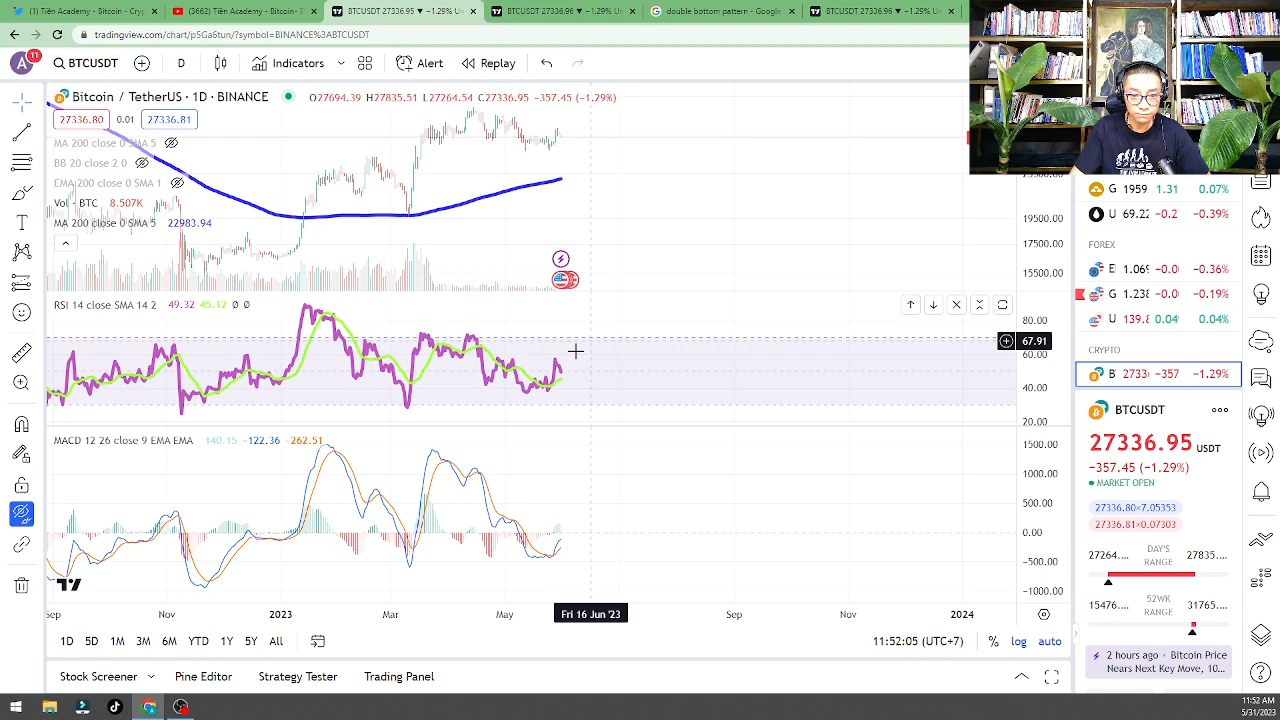 (1) Tiền Academy - Bitcoin - Cry
(3662) Tiền Academy - Bitcoin - E
BTCUSDT 27336.95 ▼ −1.29% Un
BTCUSDT 27336.96 ▼ −1.29% U
double bottom pattern - Google
BTCUSDT 27336.96 ▼ −1.29% U
tradingview.com/chart/p5Ga6tun/?symbol=BINANCE%3ABTCUSDT
A 11 BTCUSDT D Indicators Alert Replay
Bitcoin / TetherUS · 1D · BINANCE
27835.51 −357.45 (−1.29%)
27336.80 0.01 27336.81
MA 200 close 0 SMA 5
BB 20 close 2 0
EMA 200 close 0 SMA 1
Vol · BTC 8.507K
MA 200 close 0 SMA 5 22983.94
19500.00
17500.00
15500.00
RSI 14 close SMA 14 2 49.32 45.12 Ø Ø
80.00
67.91
60.00
40.00
20.00
MACD 12 26 close 9 EMA EMA 140.15 −122.36 −262.51
1500.00
1000.00
500.00
0.00
−500.00
−1000.00
Sep Nov 2023 Mar May Fri 16 Jun '23 Sep Nov 2024
1D 5D 1M 3M 6M YTD 1Y 5Y All 11:52:05 (UTC+7) % log auto
Stock Screener Pine Editor Strategy Tester Trading Panel
G 1959 1.31 0.07%
U 69.22 −0.2 −0.39%
FOREX
E 1.069 −0.0 −0.36%
G 1.238 −0.0 −0.19%
U 139.8 0.04 0.04%
CRYPTO
B 2733 −357 −1.29%
BTCUSDT
27336.95 USDT
−357.45 (−1.29%)
MARKET OPEN
27336.80×7.05353
27336.81×0.07303
27264.... DAY'S RANGE 27835....
15476.... 52WK RANGE 31765....
2 hours ago · Bitcoin Price Nears Next Key Move, 10...
11:52 AM
5/31/2023